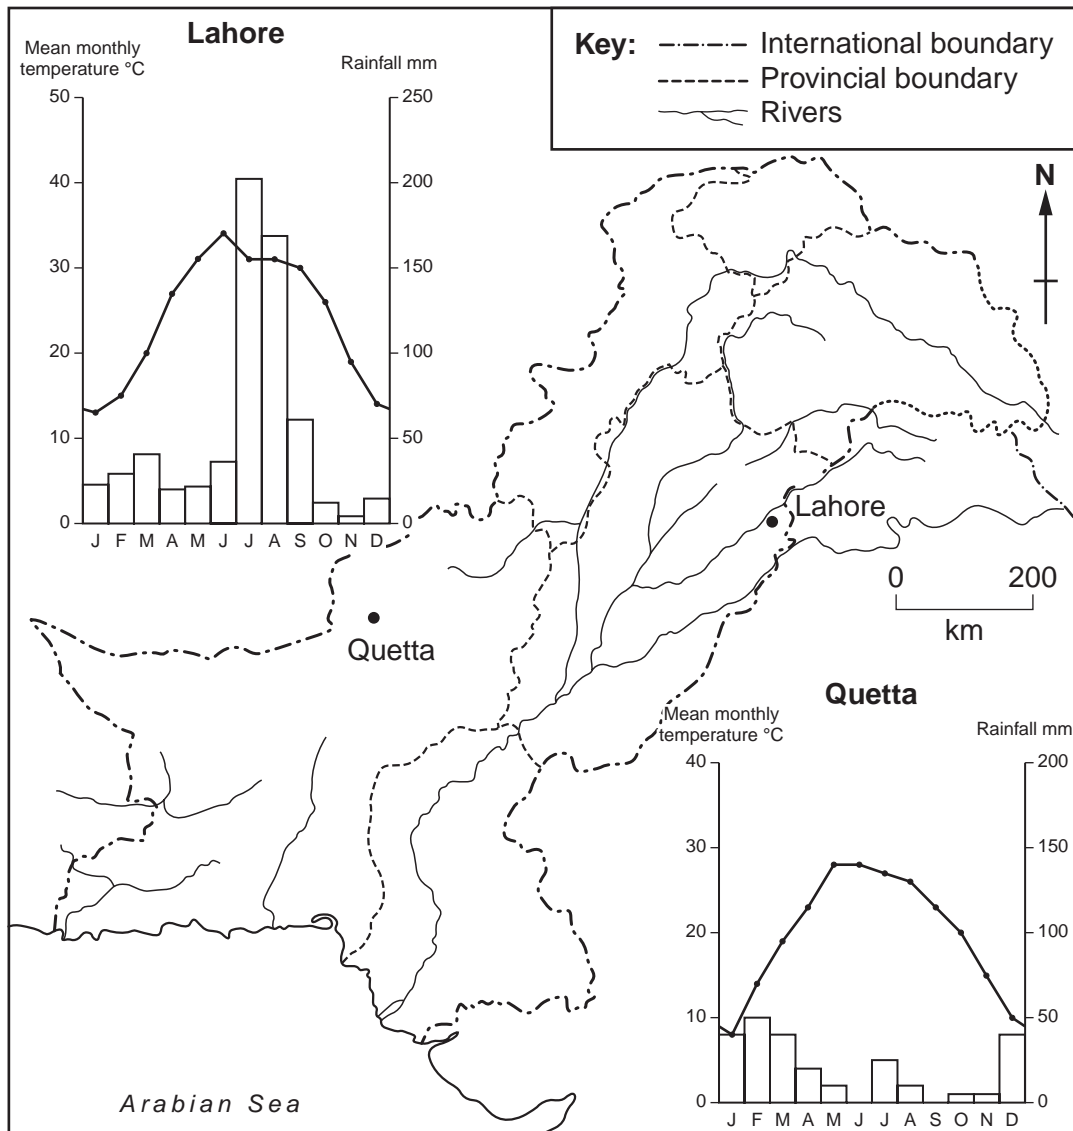 Lahore
Mean monthly
temperature °C
Rainfall mm
50
40
30
20
10
0
250
200
150
100
50
0
J F M A M J J A S O N D
Key:
International boundary
Provincial boundary
Rivers
N
Lahore
0 200
km
Quetta
Quetta
Mean monthly
temperature °C
Rainfall mm
40
30
20
10
0
200
150
100
50
0
J F M A M J J A S O N D
Arabian Sea